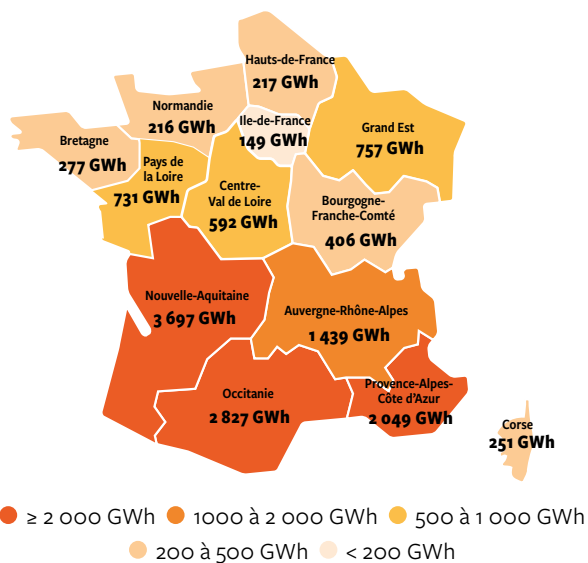 Hauts-de-France
217 GWh
Normandie
216 GWh
Ile-de-France
149 GWh
Grand Est
757 GWh
Bretagne
277 GWh
Pays de
la Loire
731 GWh
Centre-
Val de Loire
592 GWh
Bourgogne-
Franche-Comté
406 GWh
Nouvelle-Aquitaine
3 697 GWh
Auvergne-Rhône-Alpes
1 439 GWh
Occitanie
2 827 GWh
Provence-Alpes-
Côte d'Azur
2 049 GWh
Corse
251 GWh
≥ 2 000 GWh 1000 à 2 000 GWh 500 à 1 000 GWh
200 à 500 GWh < 200 GWh